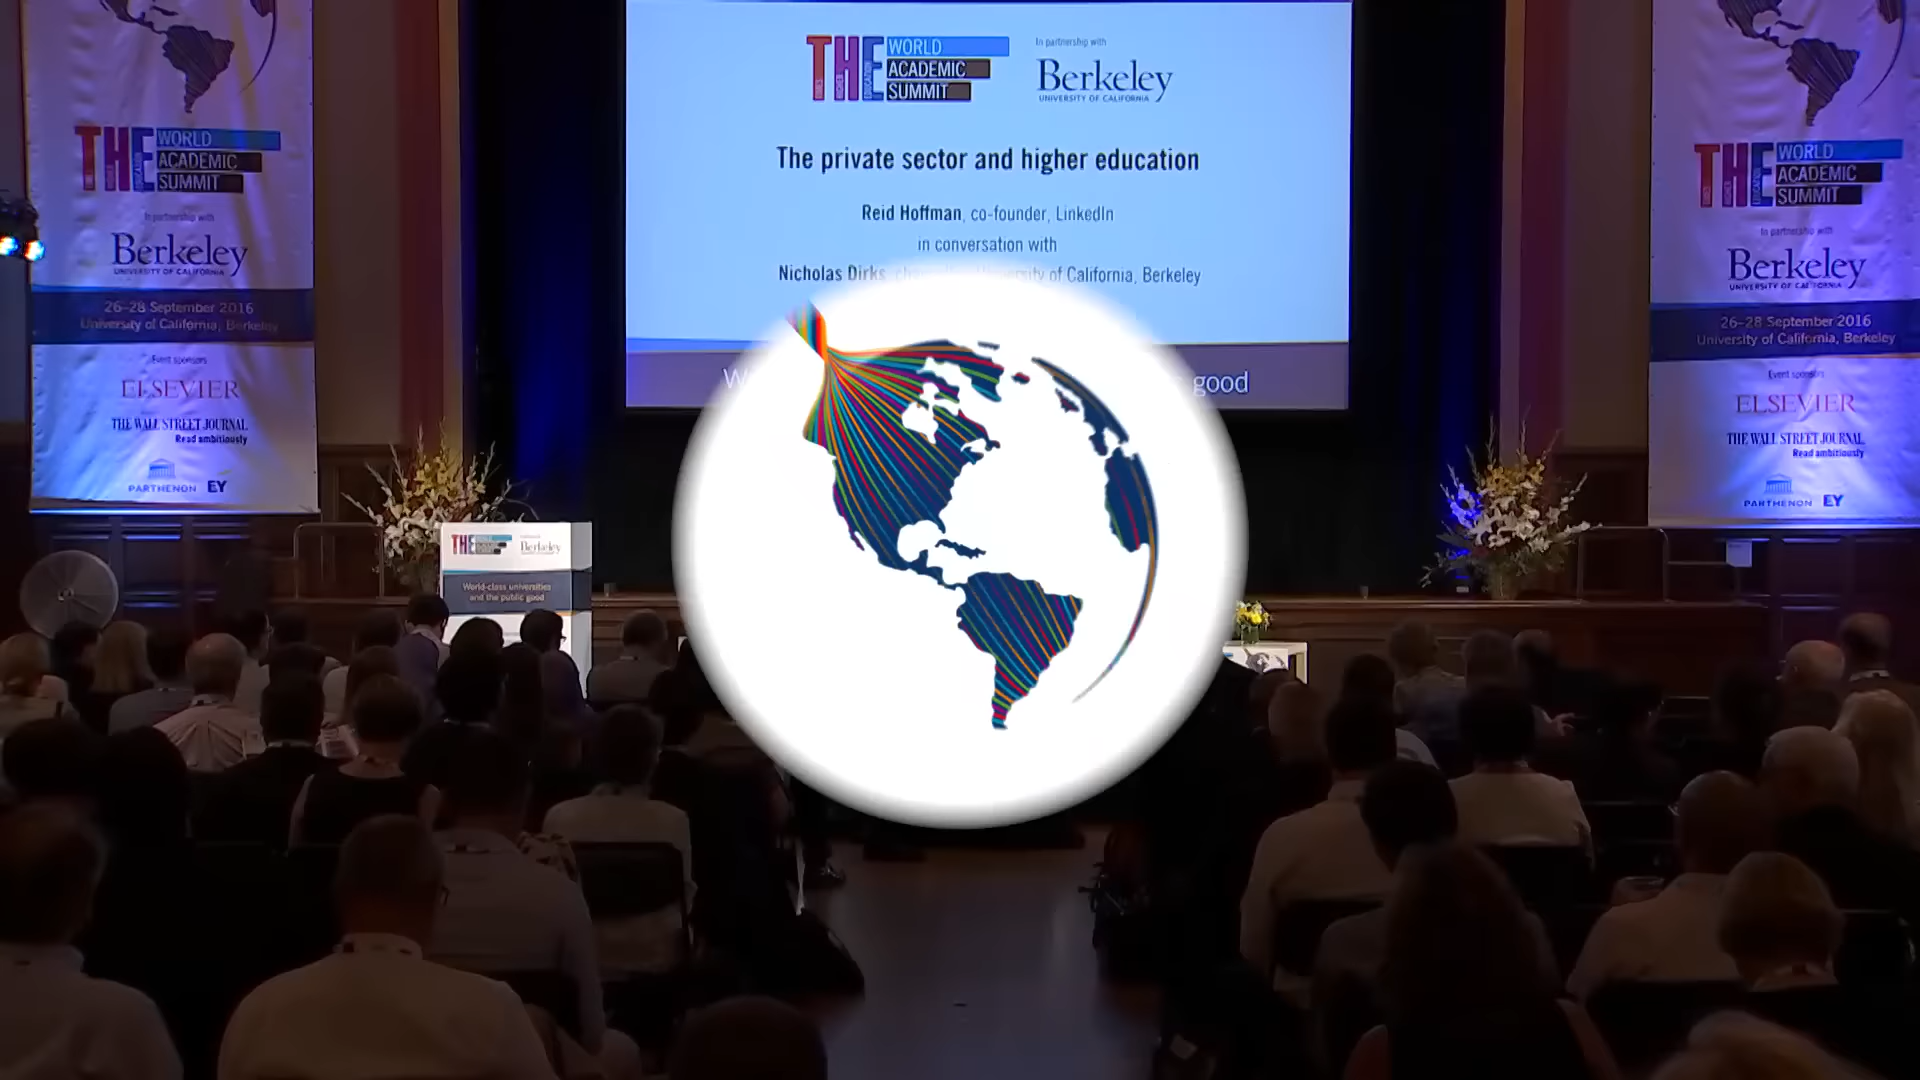 THE WORLD
ACADEMIC
SUMMIT
In partnership with
Berkeley
UNIVERSITY OF CALIFORNIA
The private sector and higher education
Reid Hoffman, co-founder, LinkedIn
in conversation with
Nicholas Dirks, University of California, Berkeley
good
THE WORLD
ACADEMIC
SUMMIT
In partnership with
Berkeley
UNIVERSITY OF CALIFORNIA
26–28 September 2016
University of California, Berkeley
Event sponsors
ELSEVIER
THE WALL STREET JOURNAL.
Read ambitiously
PARTHENON EY
THE WORLD
ACADEMIC
SUMMIT
In partnership with
Berkeley
UNIVERSITY OF CALIFORNIA
26–28 September 2016
University of California, Berkeley
Event sponsors
ELSEVIER
THE WALL STREET JOURNAL.
Read ambitiously
PARTHENON EY
THE
Berkeley
World-class universities
and the public good